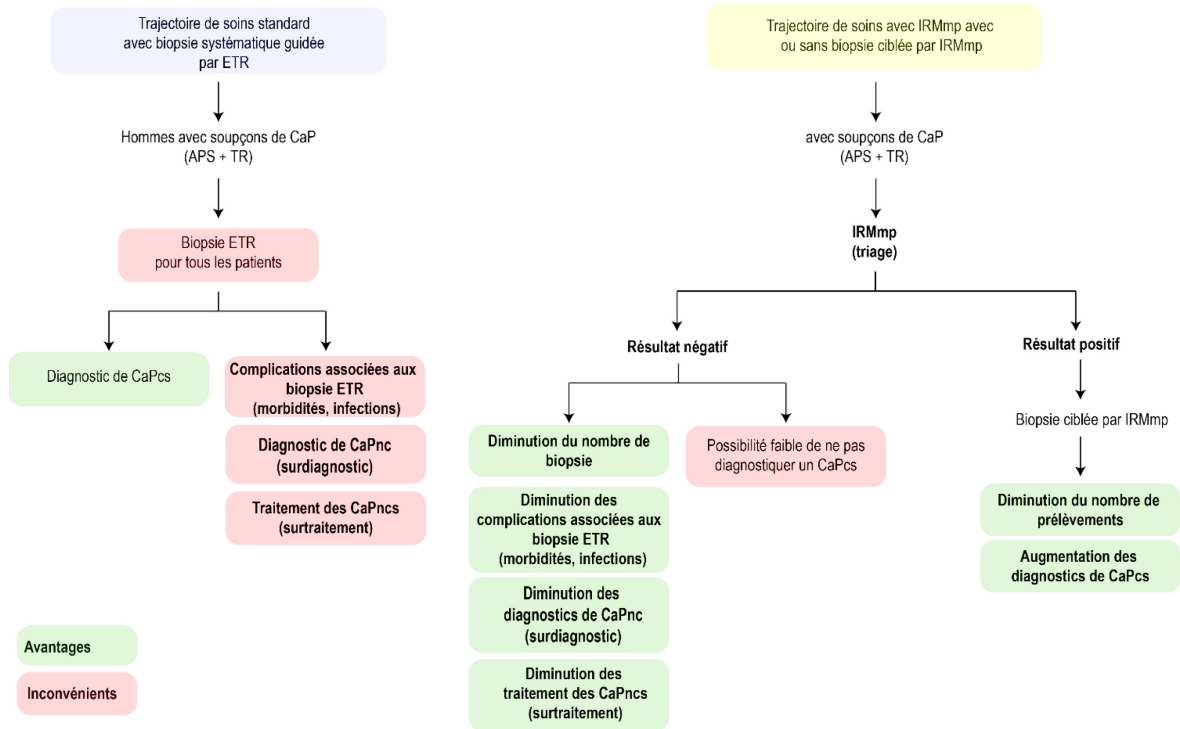 Trajectoire de soins standard
avec biopsie systématique guidée
par ETR
Hommes avec soupçons de CaP
(APS + TR)
Biopsie ETR
pour tous les patients
Diagnostic de CaPcs
Complications associées aux
biopsie ETR
(morbidités, infections)
Diagnostic de CaPnc
(surdiagnostic)
Traitement des CaPncs
(surtraitement)
Trajectoire de soins avec IRMmp avec
ou sans biopsie ciblée par IRMmp
avec soupçons de CaP
(APS + TR)
IRMmp
(triage)
Résultat négatif
Diminution du nombre de
biopsie
Diminution des
complications associées aux
biopsie ETR
(morbidités, infections)
Diminution des
diagnostics de CaPnc
(surdiagnostic)
Diminution des
traitement des CaPncs
(surtraitement)
Possibilité faible de ne pas
diagnostiquer un CaPcs
Résultat positif
Biopsie ciblée par IRMmp
Diminution du nombre de
prélèvements
Augmentation des
diagnostics de CaPcs
Avantages
Inconvénients